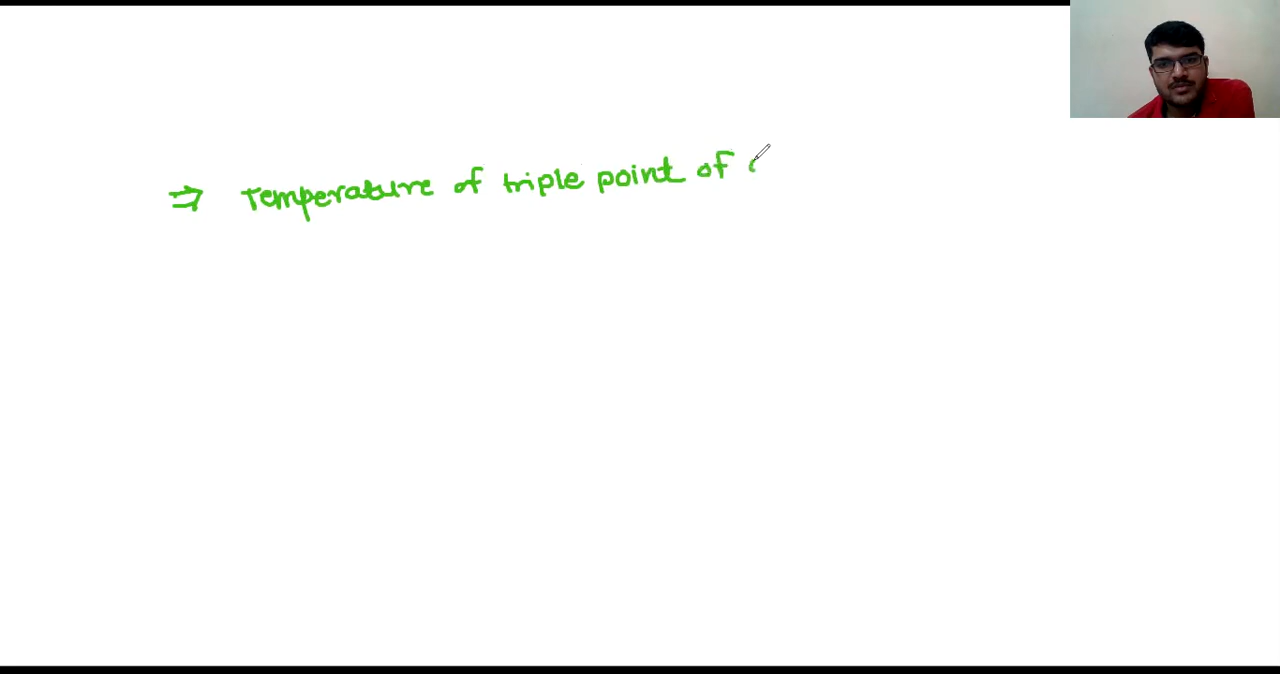 ⇒ Temperature of triple point of